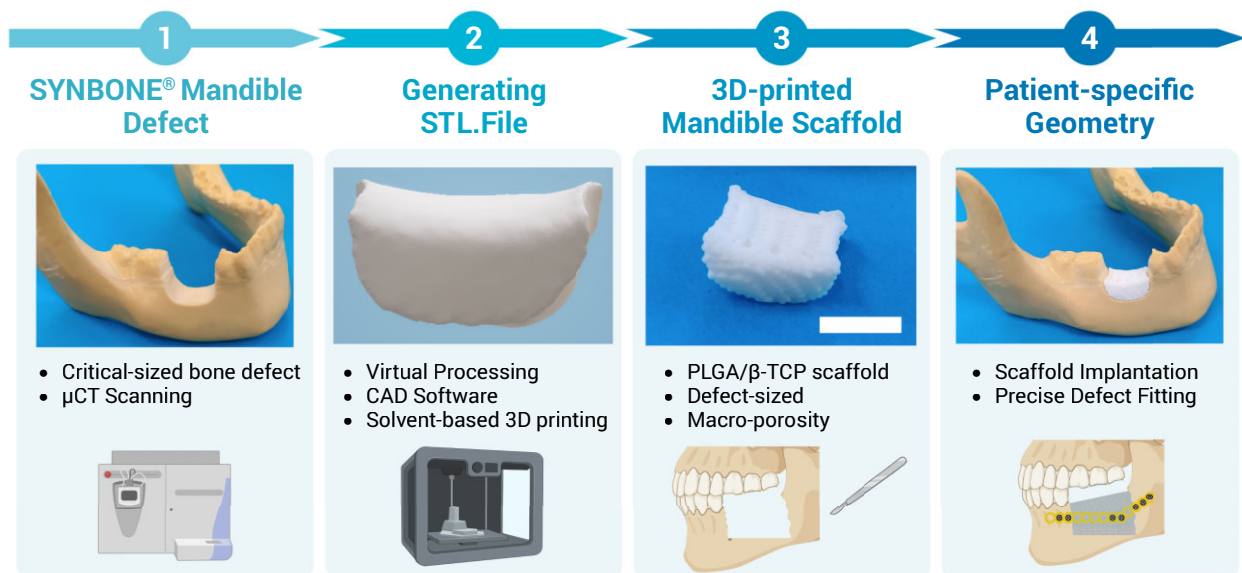 1
SYNBONE® Mandible
Defect
• Critical-sized bone defect
• µCT Scanning
2
Generating
STL.File
• Virtual Processing
• CAD Software
• Solvent-based 3D printing
3
3D-printed
Mandible Scaffold
• PLGA/β-TCP scaffold
• Defect-sized
• Macro-porosity
4
Patient-specific
Geometry
• Scaffold Implantation
• Precise Defect Fitting